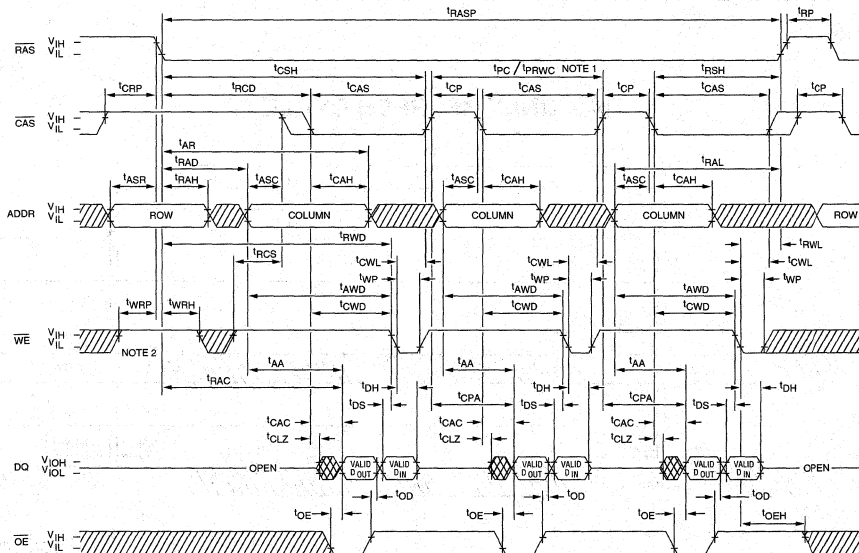 tRASP tRP
RAS VIH
VIL
tCSH tPC / tPRWC NOTE 1 tRSH
tCRP tRCD tCAS tCP tCAS tCP tCAS tCP
CAS VIH
VIL
tAR
tRAD tRAL
tASR tRAH tASC tCAH tASC tCAH tASC tCAH
ADDR VIH
VIL ROW COLUMN COLUMN COLUMN ROW
tRWD tRWL
tRCS tCWL tCWL tCWL
tWP tWP tWP
tAWD tAWD tAWD
tWRP tWRH tCWD tCWD tCWD
WE VIH
VIL
NOTE 2
tAA tAA tAA
tRAC tDH tDH tDH
tDS tCPA tDS tCPA tDS
tCAC tCAC tCAC
tCLZ tCLZ tCLZ
DQ VIOH
VIOL OPEN VALID DOUT VALID DIN VALID DOUT VALID DIN VALID DOUT VALID DIN OPEN
tOD tOD tOD
tOE tOE tOE tOEH
OE VIH
VIL